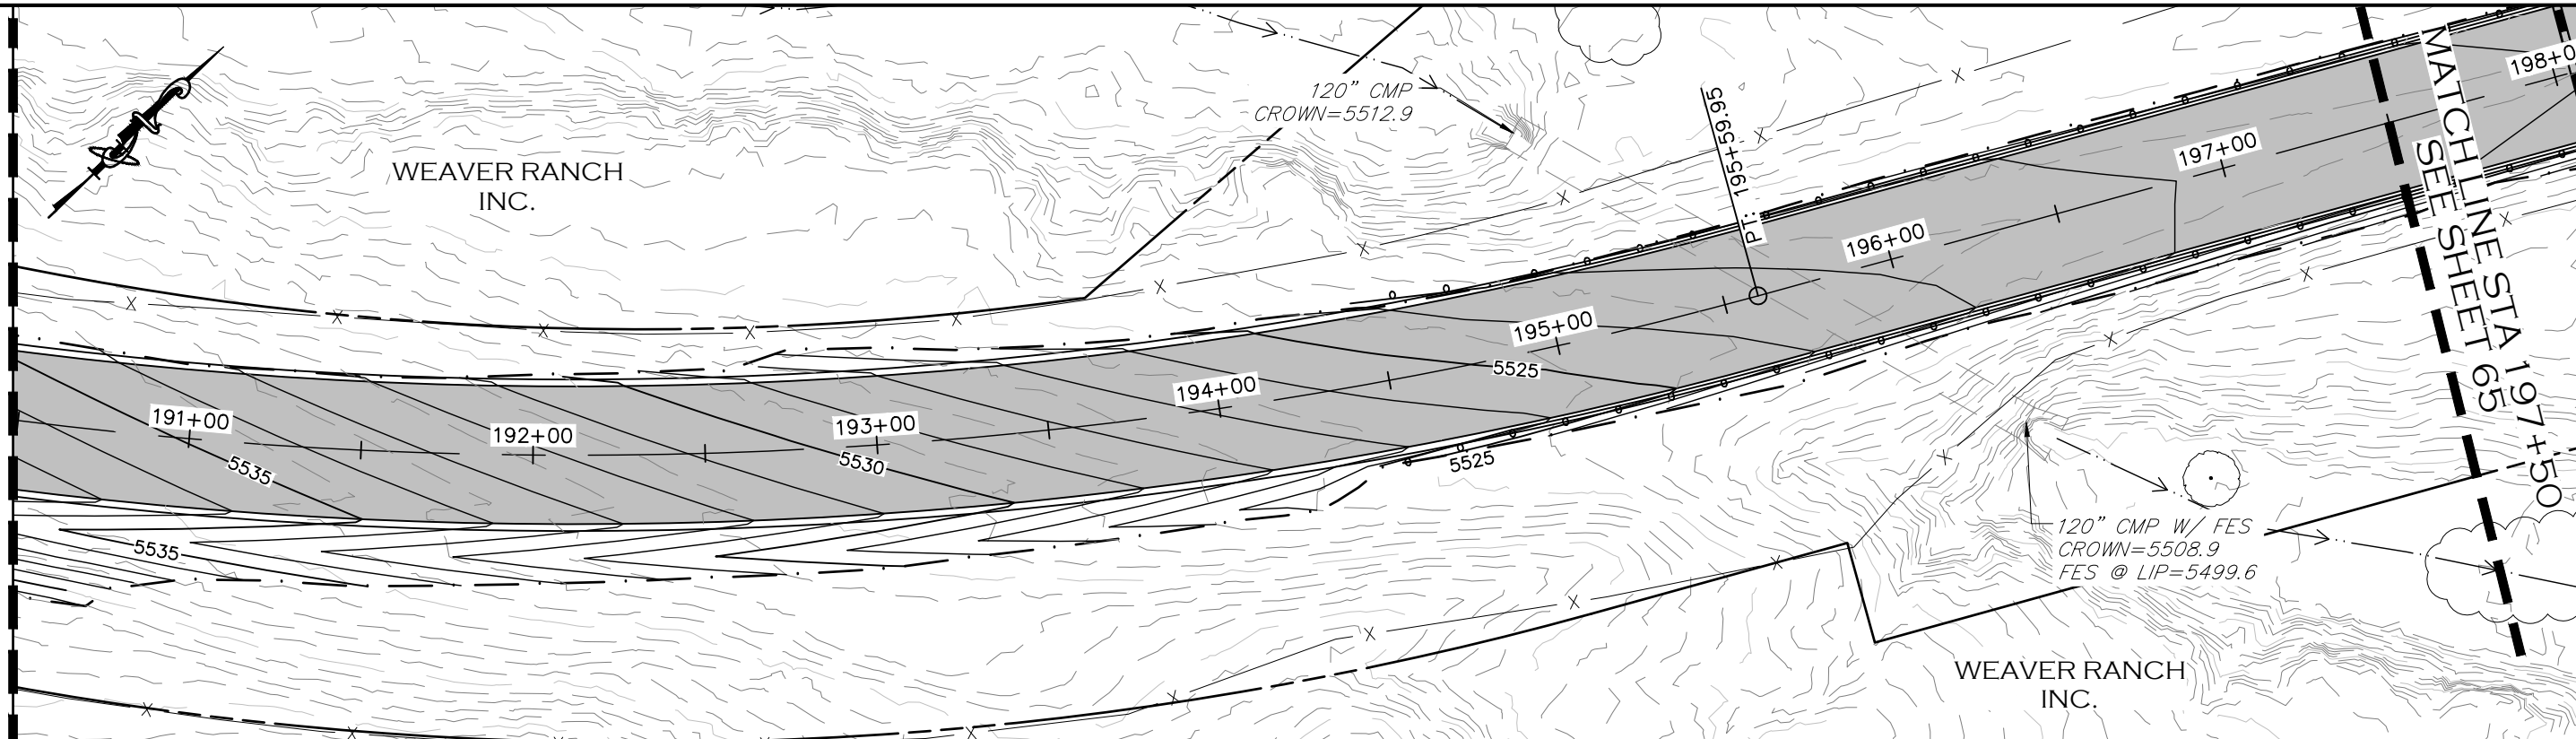 120” CMP
CROWN=5512.9
WEAVER RANCH
INC.
PT: 195+59.95
MATCH LINE STA 197+50
SEE SHEET 65
198+0
197+00
196+00
195+00
194+00
193+00
192+00
191+00
5525
5525
5530
5535
5535
120” CMP W/ FES
CROWN=5508.9
FES @ LIP=5499.6
WEAVER RANCH
INC.